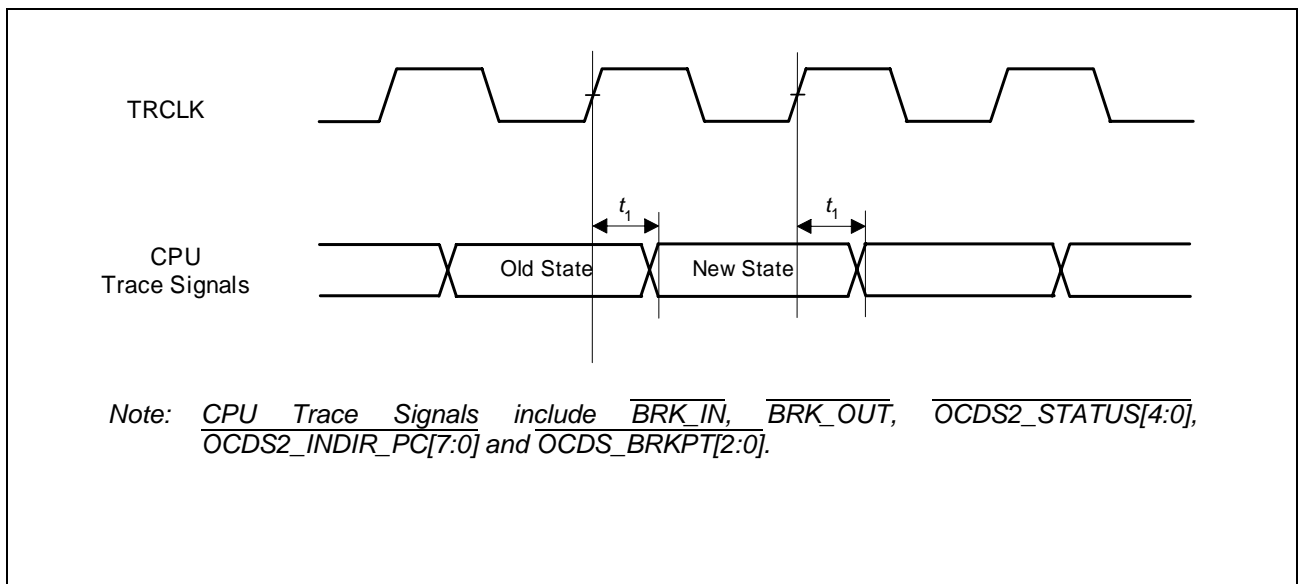 TRCLK
t1
t1
CPU
Trace Signals
Old State
New State
Note: CPU Trace Signals include BRK_IN, BRK_OUT, OCDS2_STATUS[4:0],
OCDS2_INDIR_PC[7:0] and OCDS_BRKPT[2:0].